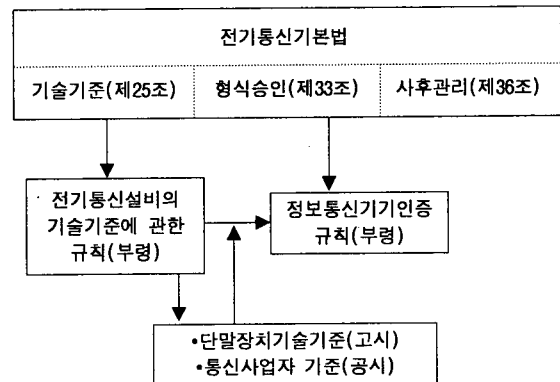 전기통신기본법
기술기준(제25조) 형식승인(제33조) 사후관리(제36조)
전기통신설비의
기술기준에 관한
규칙(부령)
정보통신기기인증
규칙(부령)
•단말장치기술기준(고시)
•통신사업자 기준(공시)